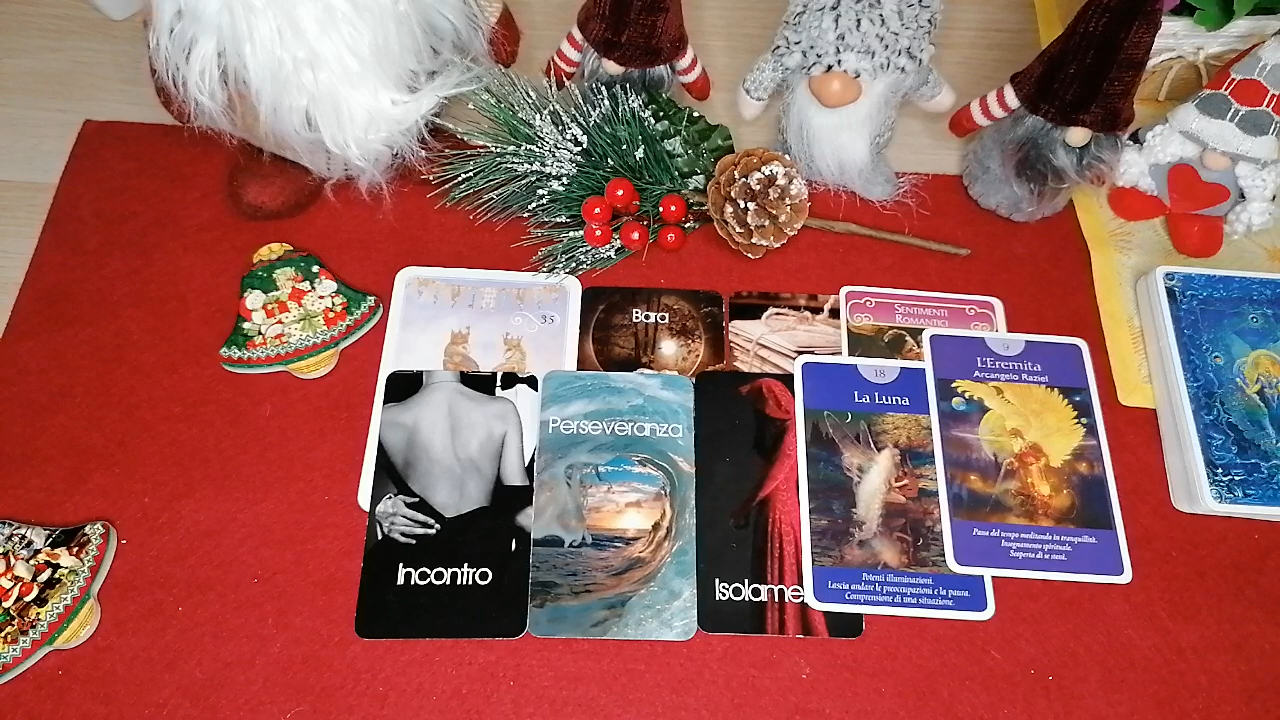 35
Bara
SENTIMENTI
ROMANTICI
Incontro
Perseveranza
Isolame
18
La Luna
Potenti illuminazioni.
Lascia andare le preoccupazioni e la paura.
Comprensione di una situazione.
9
L'Eremita
Arcangelo Raziel
Pausa del tempo meditando in tranquillità.
Insegnamento spirituale.
Scoperta di se stessi.